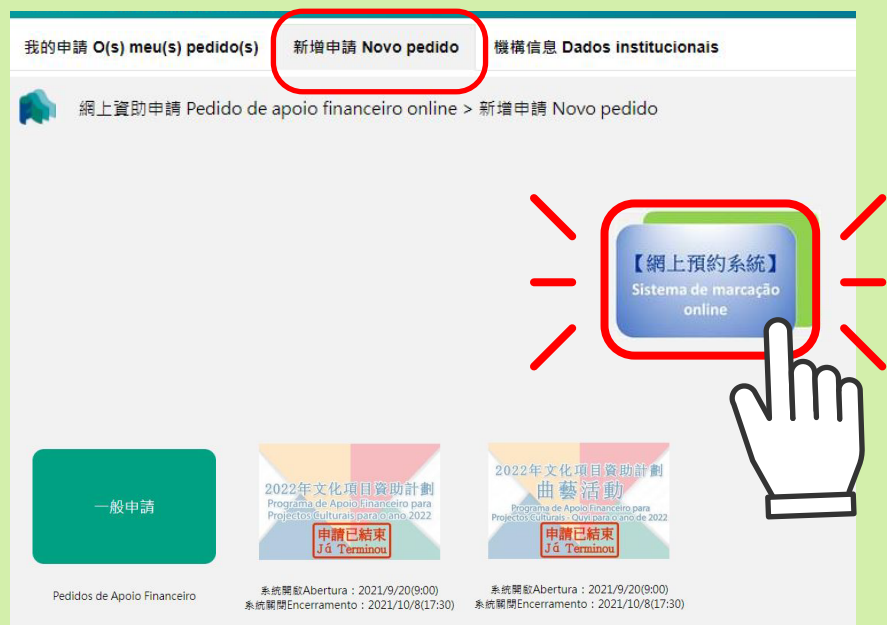 我的申請 O(s) meu(s) pedido(s)
新增申請 Novo pedido
機構信息 Dados institucionais
網上資助申請 Pedido de apoio financeiro online > 新增申請 Novo pedido
【網上預約系統】
Sistema de marcação
online
一般申請
Pedidos de Apoio Financeiro
2022年文化項目資助計劃
Programa de Apoio Financeiro para
Projectos Culturais para o ano 2022
申請已結束
Já Terminou
系統開啟Abertura：2021/9/20(9:00)
系統關閉Encerramento：2021/10/8(17:30)
2022年文化項目資助計劃
曲藝活動
Programa de Apoio Financeiro para
Projectos Culturais - Quyi para o ano de 2022
申請已結束
Já Terminou
系統開啟Abertura：2021/9/20(9:00)
系統關閉Encerramento：2021/10/8(17:30)